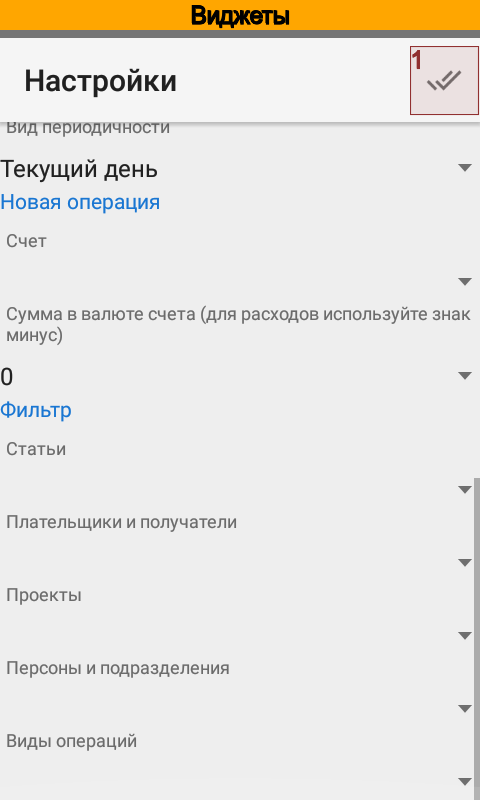 Виджеты
Настройки
1
Вид периодичности
Текущий день
Новая операция
Счет
Сумма в валюте счета (для расходов используйте знак
минус)
0
Фильтр
Статьи
Плательщики и получатели
Проекты
Персоны и подразделения
Виды операций